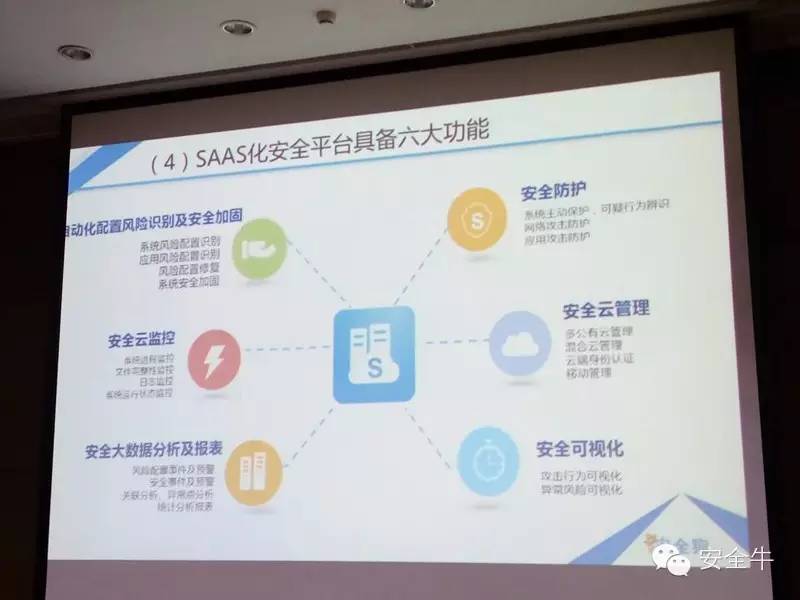 （4）SAAS化安全平台具备六大功能
自动化配置风险识别及安全加固
系统风险配置识别
应用风险配置识别
风险配置修复
系统安全加固
安全云监控
系统进程监控
文件完整性监控
日志监控
系统运行状态监控
安全大数据分析及报表
风险配置事件及预警
安全事件及预警
关联分析、异常点分析
统计分析报表
S
安全防护
系统主动保护，可疑行为辨识
网络攻击防护
应用攻击防护
S
安全云管理
多公有云管理
混合云管理
云端身份认证
移动管理
安全可视化
攻击行为可视化
异常风险可视化
安全狗
安全牛